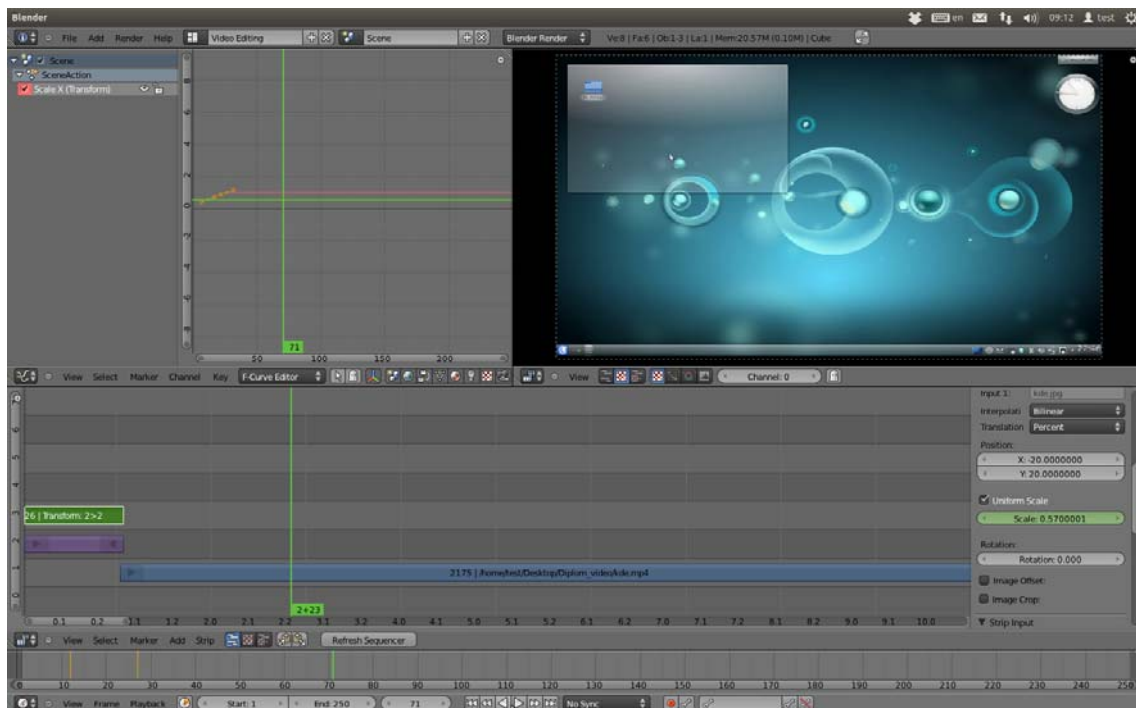 Blender
en 09:12 test
File Add Render Help Video Editing Scene Blender Render Ve:8 | Fa:6 | Ob:1-3 | La:1 | Mem:20.57M (0.10M) | Cube
Scene
SceneAction
Scale X (Transform)
71
50 100 150 200
View Select Marker Channel Key F-Curve Editor
View Channel: 0
Input 1: kde.jpg
Interpolati Bilinear
Translation Percent
Position:
X: -20.0000000
Y: 20.0000000
Uniform Scale
Scale: 0.5700001
Rotation:
Rotation: 0.000
Image Offset:
Image Crop:
Strip Input
26 | Transform: 2>2
2175 | /home/test/Desktop/Diplom_video/kde.mp4
2+23
0.1 0.2 1.1 1.2 2.0 2.1 2.2 3.1 3.2 4.0 4.1 5.0 5.1 5.2 6.1 6.2 7.0 7.1 7.2 8.1 8.2 9.0 9.1 10.0
View Select Marker Add Strip Refresh Sequencer
0 10 20 30 40 50 60 70 80 90 100 110 120 130 140 150 160 170 180 190 200 210 220 230 240 250
View Frame Playback Start: 1 End: 250 71 No Sync